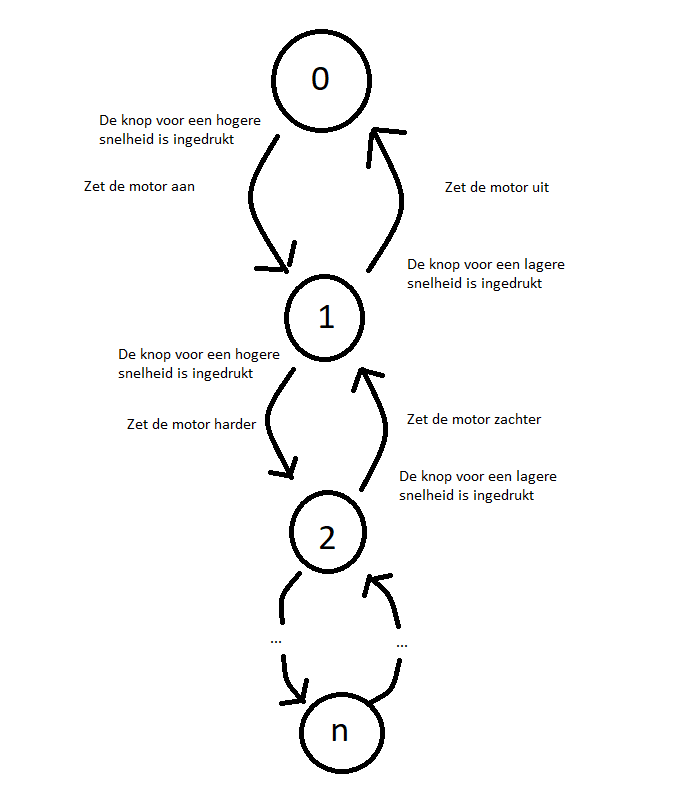 0
De knop voor een hogere
snelheid is ingedrukt
Zet de motor aan
Zet de motor uit
De knop voor een lagere
snelheid is ingedrukt
1
De knop voor een hogere
snelheid is ingedrukt
Zet de motor harder
Zet de motor zachter
De knop voor een lagere
snelheid is ingedrukt
2
...
...
n